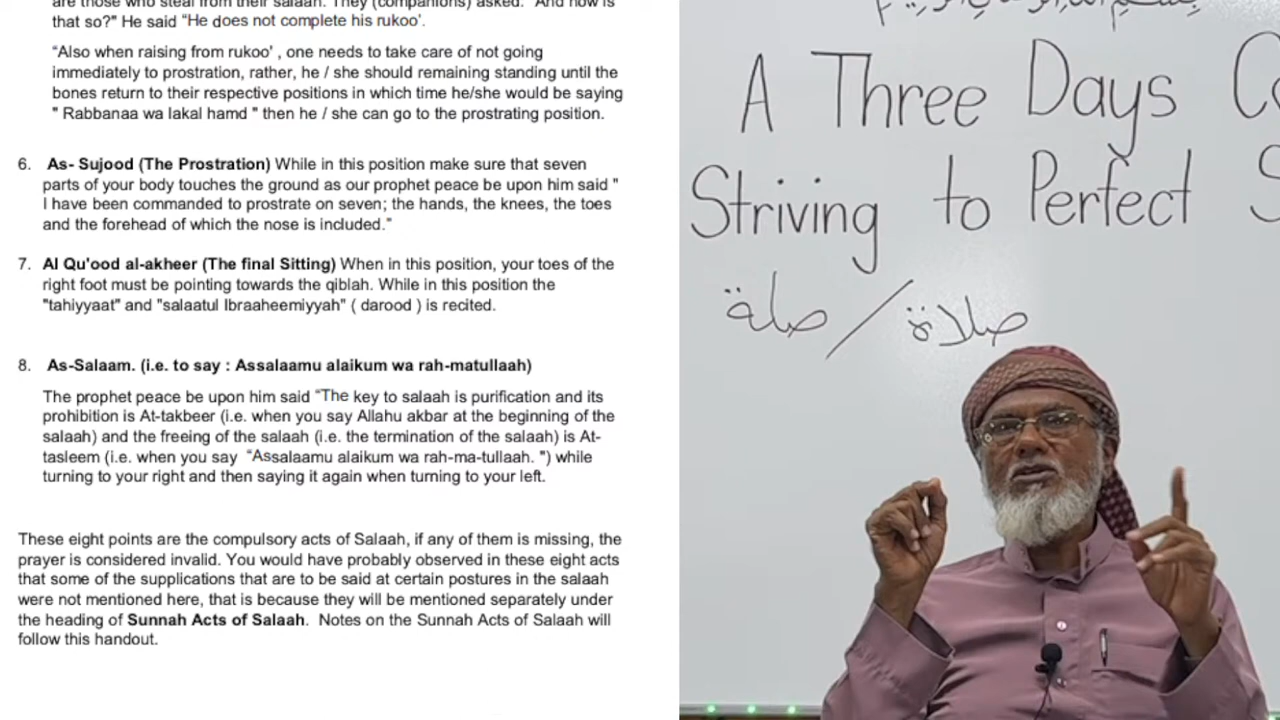 are those who steal from their salaah. They (companions) asked: "And how is
that so?" He said "He does not complete his rukoo'.
"Also when raising from rukoo' , one needs to take care of not going
immediately to prostration, rather, he / she should remaining standing until the
bones return to their respective positions in which time he/she would be saying
" Rabbanaa wa lakal hamd " then he / she can go to the prostrating position.
6. As- Sujood (The Prostration) While in this position make sure that seven
parts of your body touches the ground as our prophet peace be upon him said "
I have been commanded to prostrate on seven; the hands, the knees, the toes
and the forehead of which the nose is included."
7. Al Qu'ood al-akheer (The final Sitting) When in this position, your toes of the
right foot must be pointing towards the qiblah. While in this position the
"tahiyyaat" and "salaatul Ibraaheemiyyah" ( darood ) is recited.
8. As-Salaam. (i.e. to say : Assalaamu alaikum wa rah-matullaah)
The prophet peace be upon him said "The key to salaah is purification and its
prohibition is At-takbeer (i.e. when you say Allahu akbar at the beginning of the
salaah) and the freeing of the salaah (i.e. the termination of the salaah) is At-
tasleem (i.e. when you say "Assalaamu alaikum wa rah-ma-tullaah. ") while
turning to your right and then saying it again when turning to your left.
These eight points are the compulsory acts of Salaah, if any of them is missing, the
prayer is considered invalid. You would have probably observed in these eight acts
that some of the supplications that are to be said at certain postures in the salaah
were not mentioned here, that is because they will be mentioned separately under
the heading of Sunnah Acts of Salaah. Notes on the Sunnah Acts of Salaah will
follow this handout.
A Three Days
Striving to Perfect
صلاة / صلة